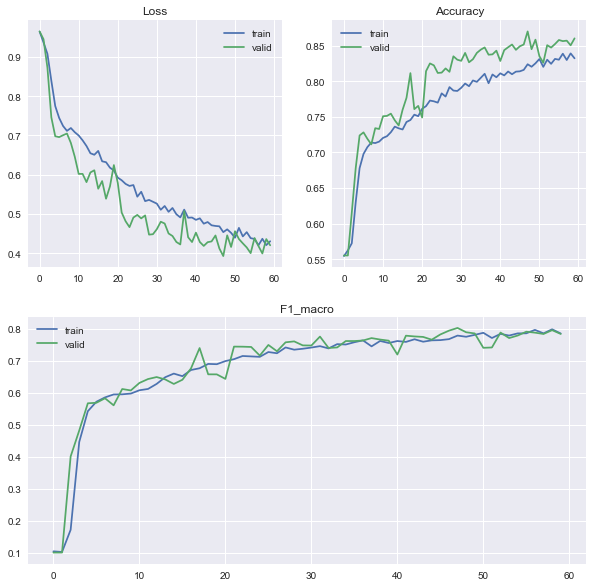 Loss
train
valid
0.9
0.8
0.7
0.6
0.5
0.4
0 10 20 30 40 50 60
Accuracy
train
valid
0.85
0.80
0.75
0.70
0.65
0.60
0.55
0 10 20 30 40 50 60
F1_macro
train
valid
0.8
0.7
0.6
0.5
0.4
0.3
0.2
0.1
0 10 20 30 40 50 60